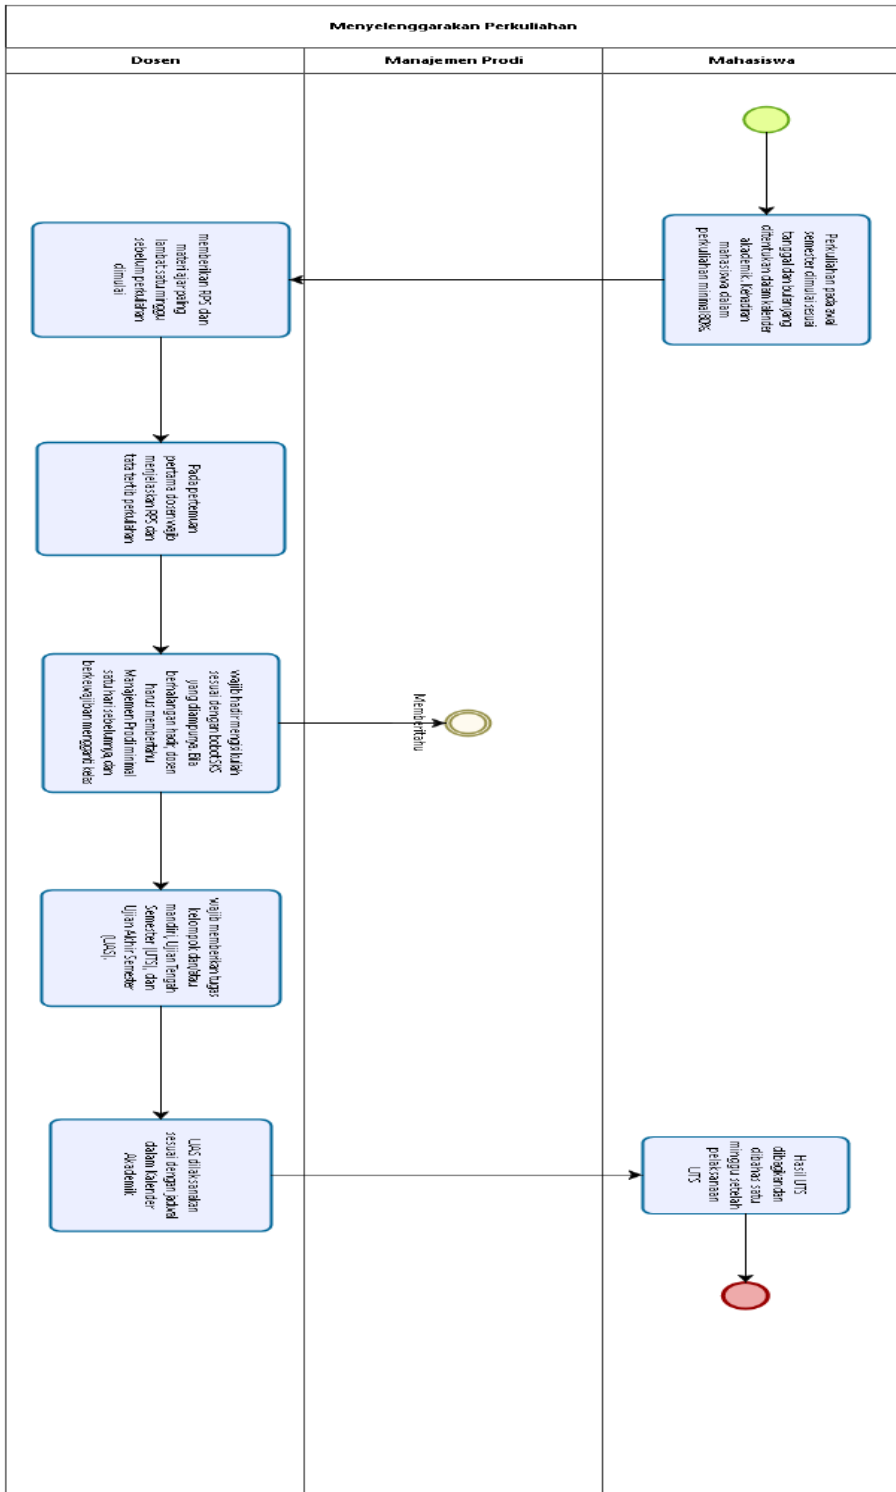 Menyelenggarakan Perkuliahan
Dosen
Manajemen Prodi
Mahasiswa
Perkuliahan pada awal
semester dimulai sesuai
tanggal dan bulan yang
ditentukan dalam kalender
akademik. Kehadiran
mahasiswa dalam
perkuliahan minimal 80%.
memberikan RPS dan
materi ajar paling
lambat satu minggu
sebelum perkuliahan
dimulai
Pada pertemuan
pertama dosen wajib
menjelaskan RPS dan
tata tertib perkuliahan
wajib hadir mengisi kuliah
sesuai dengan bobot SKS
yang diampunya. Bila
berhalangan hadir, dosen
harus memberitahu
Manajemen Prodi minimal
satu hari sebelumnya, dan
berkewajiban mengganti kelas
Memberitahu
wajib memberikan tugas
kelompok dan/atau
mandiri, Ujian Tengah
Semester (UTS), dan
Ujian Akhir Semester
(UAS).
UAS dilaksanakan
sesuai dengan jadwal
dalam Kalender
Akademik
Hasil UTS
dibagikan dan
dibahas satu
minggu setelah
pelaksanaan
UTS